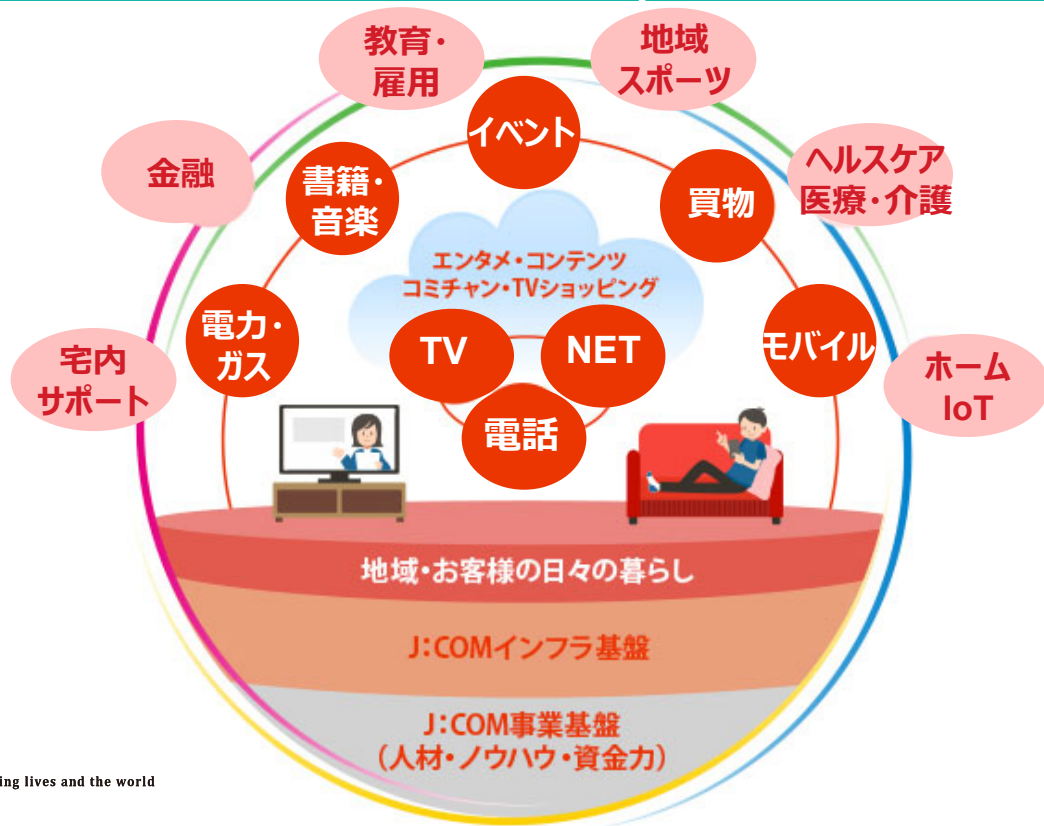 教育・
雇用
地域
スポーツ
イベント
金融
書籍・
音楽
買物
ヘルスケア
医療・介護
エンタメ・コンテンツ
コミチャン・TVショッピング
電力・
ガス
TV
NET
モバイル
宅内
サポート
ホーム
IoT
電話
地域・お客様の日々の暮らし
J:COMインフラ基盤
J:COM事業基盤
（人材・ノウハウ・資金力）
ing lives and the world